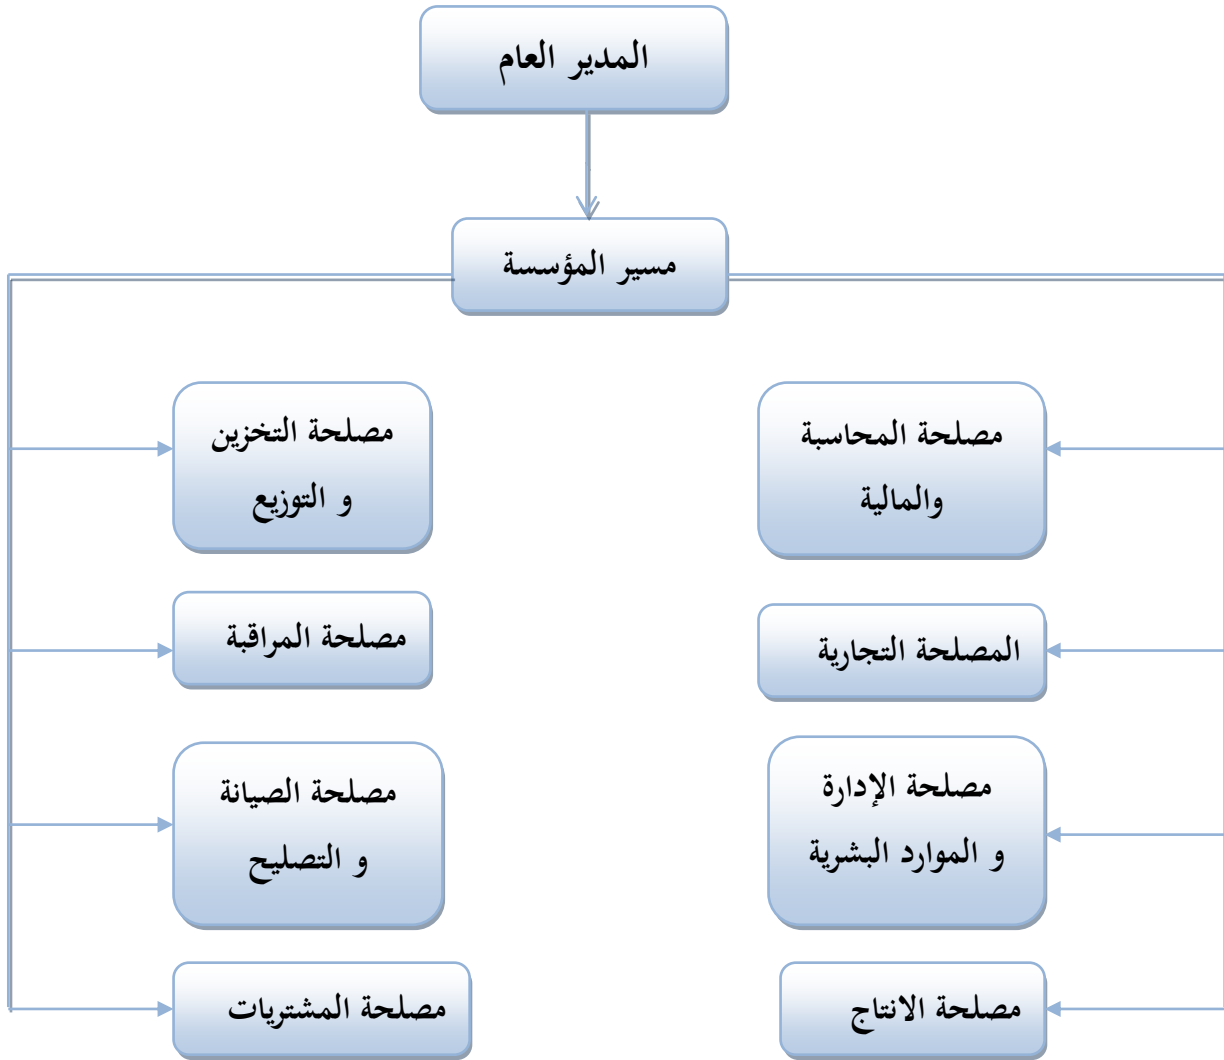 المدير العام
مسير المؤسسة
مصلحة المحاسبة
والمالية
المصلحة التجارية
مصلحة الإدارة
و الموارد البشرية
مصلحة الانتاج
مصلحة التخزين
و التوزيع
مصلحة المراقبة
مصلحة الصيانة
و التصليح
مصلحة المشتريات